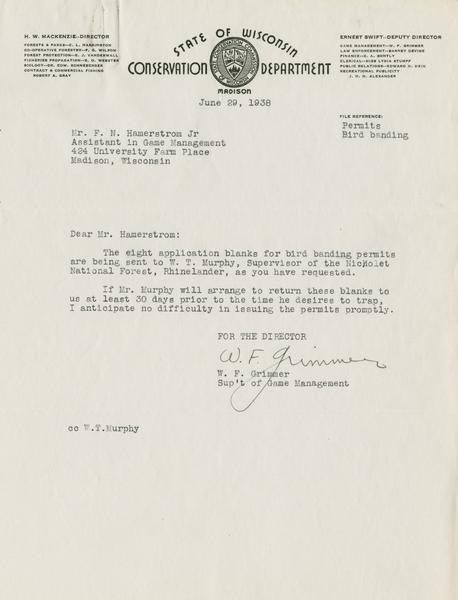 H. W. MACKENZIE-DIRECTOR
FORESTS & PARKS-C. L. HARRINGTON
CO-OPERATIVE FORESTRY-F. G. WILSON
FOREST PROTECTION-E. J. VANDERWALL
FISHERIES PROPAGATION-B. O. WEBSTER
BIOLOGY-DR. EDW. SCHNEBERGER
CONTRACT & COMMERCIAL FISHING
ROBERT A. GRAY
STATE OF WISCONSIN
CONSERVATION DEPARTMENT
MADISON
ERNEST SWIFT-DEPUTY DIRECTOR
GAME MANAGEMENT-W. F. GRIMMER
LAW ENFORCEMENT-BARNEY DEVINE
FINANCE-C. A. BONTLY
CLERICAL-MISS LYDIA STUMPF
PUBLIC RELATIONS-EDWARD H. DEIN
RECREATIONAL PUBLICITY
J. H. H. ALEXANDER
June 29, 1938
FILE REFERENCE:
Permits
Bird banding
Mr. F. N. Hamerstrom Jr
Assistant in Game Management
424 University Farm Place
Madison, Wisconsin
Dear Mr. Hamerstrom:
The eight application blanks for bird banding permits
are being sent to W. T. Murphy, Supervisor of the Nicholet
National Forest, Rhinelander, as you have requested.
If Mr. Murphy will arrange to return these blanks to
us at least 30 days prior to the time he desires to trap,
I anticipate no difficulty in issuing the permits promptly.
FOR THE DIRECTOR
W. F. Grimmer
W. F. Grimmer
Sup't of Game Management
cc W.T.Murphy